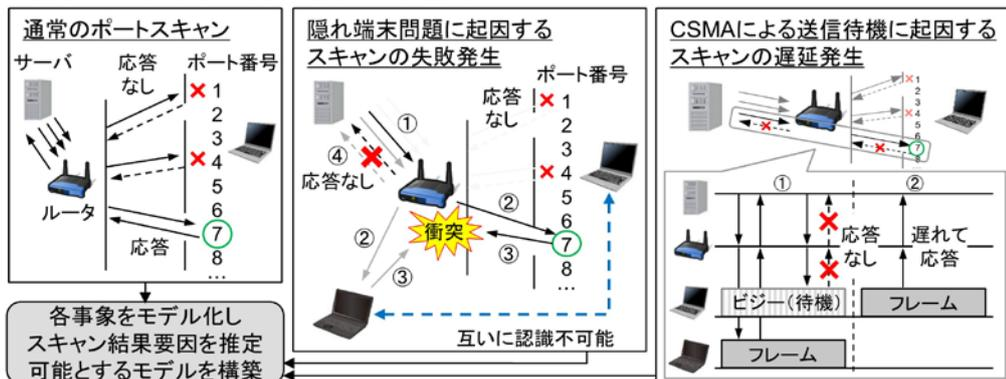 通常のポートスキャン
サーバ
応答
なし
ポート番号
1
2
3
4
5
6
7
8
...
ルータ
応答
各事象をモデル化し
スキャン結果要因を推定
可能とするモデルを構築
隠れ端末問題に起因する
スキャンの失敗発生
ポート番号
応答
なし
①
④
応答なし
②
③
衝突
②
③
1
2
3
4
5
6
7
8
...
互いに認識不可能
CSMAによる送信待機に起因する
スキャンの遅延発生
1
2
3
4
5
6
7
8
①
②
応答
なし
遅れて
応答
ビジー(待機)
フレーム
フレーム